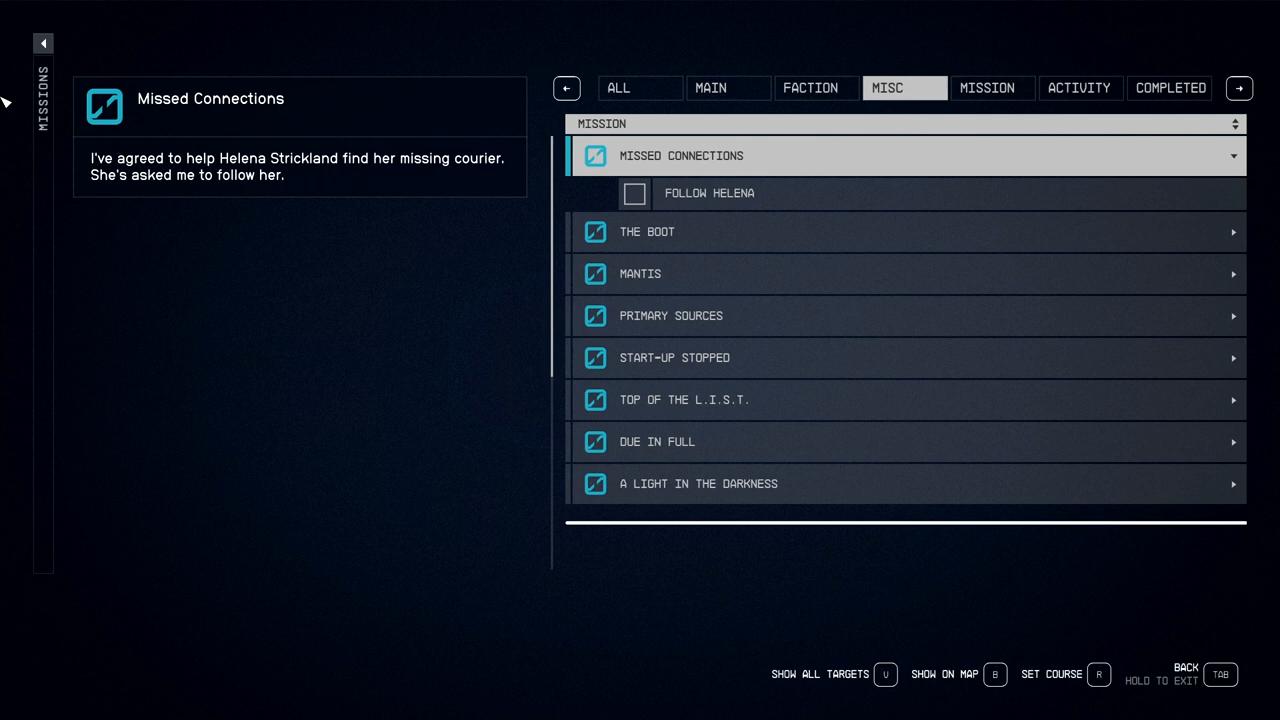 MISSIONS
Missed Connections
I've agreed to help Helena Strickland find her missing courier.
She's asked me to follow her.
ALL
MAIN
FACTION
MISC
MISSION
ACTIVITY
COMPLETED
MISSION
MISSED CONNECTIONS
FOLLOW HELENA
THE BOOT
MANTIS
PRIMARY SOURCES
START-UP STOPPED
TOP OF THE L.I.S.T.
DUE IN FULL
A LIGHT IN THE DARKNESS
SHOW ALL TARGETS U
SHOW ON MAP B
SET COURSE R
BACK
HOLD TO EXIT TAB